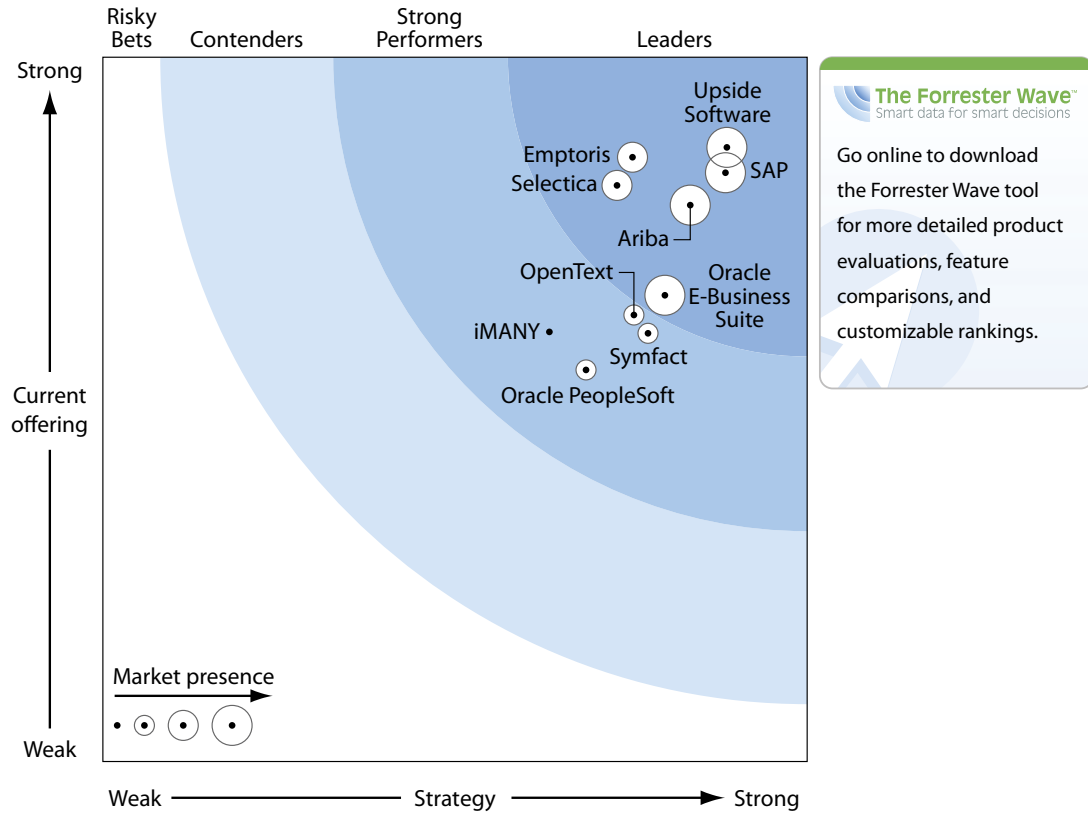 Risky
Bets
Contenders
Strong
Performers
Leaders
Strong
Current
offering
Weak
Upside
Software
Emptoris
Selectica
SAP
Ariba
OpenText
Oracle
E-Business
Suite
iMANY
Symfact
Oracle PeopleSoft
Market presence
Weak
Strategy
Strong
The Forrester Wave™
Smart data for smart decisions
Go online to download
the Forrester Wave tool
for more detailed product
evaluations, feature
comparisons, and
customizable rankings.